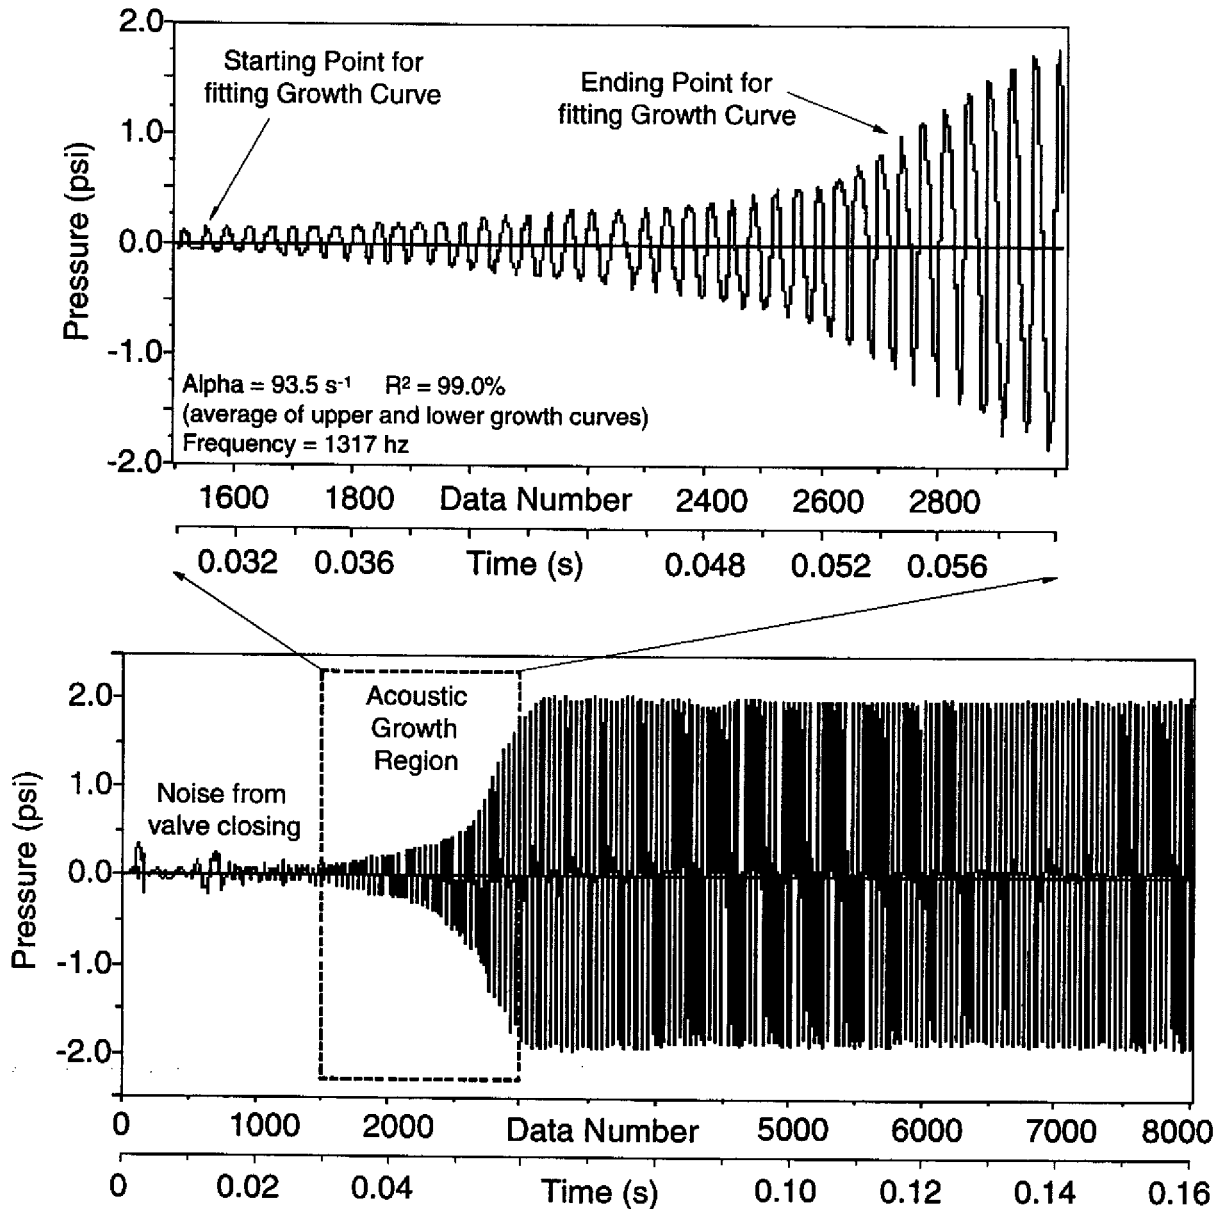 2.0
Starting Point for
fitting Growth Curve
Ending Point for
fitting Growth Curve
1.0
Pressure (psi)
0.0
-1.0
Alpha = 93.5 s⁻¹ R² = 99.0%
(average of upper and lower growth curves)
Frequency = 1317 hz
-2.0
1600 1800 Data Number 2400 2600 2800
0.032 0.036 Time (s) 0.048 0.052 0.056
2.0
Acoustic
Growth
Region
1.0
Noise from
valve closing
Pressure (psi)
0.0
-1.0
-2.0
0 1000 2000 Data Number 5000 6000 7000 8000
0 0.02 0.04 Time (s) 0.10 0.12 0.14 0.16